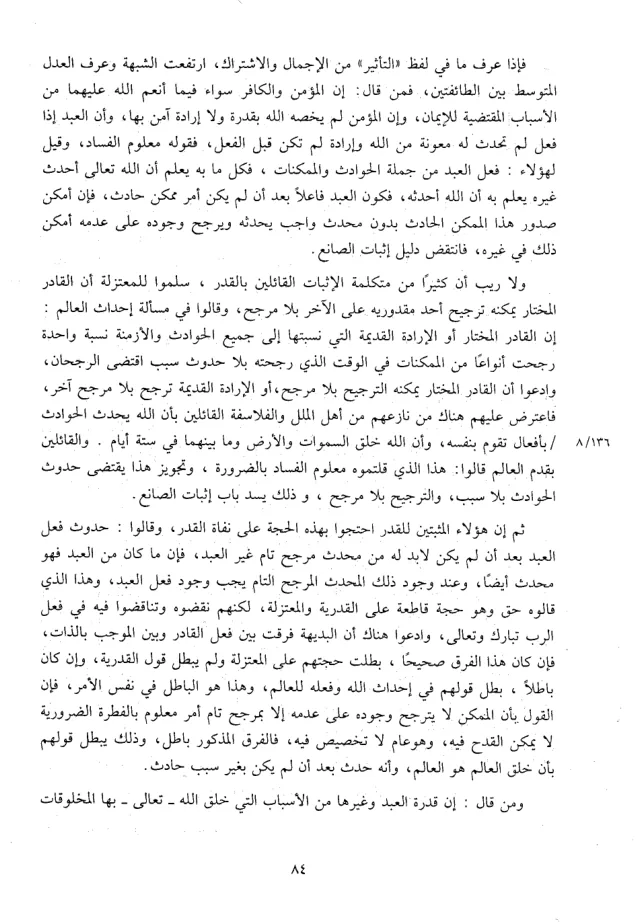 فإذا عرف ما في لفظ «التأثير» من الإجمال والاشتراك، ارتفعت الشبهة وعرف العدل
المتوسط بين الطائفتين، فمن قال: إن المؤمن والكافر سواء فيما أنعم الله عليهما من
الأسباب المقتضية للإيمان، وإن المؤمن لم يخصه الله بقدرة ولا إرادة آمن بها، وأن العبد إذا
فعل لم تحدث له معونة من الله وإرادة لم تكن قبل الفعل، فقوله معلوم الفساد، وقيل
لهؤلاء : فعل العبد من جملة الحوادث والممكنات ، فكل ما به يعلم أن الله تعالى أحدث
غيره يعلم به أن الله أحدثه، فكون العبد فاعلاً بعد أن لم يكن أمر ممكن حادث، فإن أمكن
صدور هذا الممكن الحادث بدون محدث واجب يحدثه ويرجح وجوده على عدمه أمكن
ذلك في غيره، فانتقض دليل إثبات الصانع.
ولا ريب أن كثيرًا من متكلمة الإثبات القائلين بالقدر ، سلموا للمعتزلة أن القادر
المختار يمكنه ترجيح أحد مقدوريه على الآخر بلا مرجح، وقالوا في مسألة إحداث العالم :
إن القادر المختار أو الإرادة القديمة التي نسبتها إلى جميع الحوادث والأزمنة نسبة واحدة
رجحت أنواعًا من الممكنات في الوقت الذي رجحته بلا حدوث سبب اقتضى الرجحان،
وادعوا أن القادر المختار يمكنه الترجيح بلا مرجح، أو الإرادة القديمة ترجح بلا مرجح آخر،
فاعترض عليهم هناك من نازعهم من أهل الملل والفلاسفة القائلين بأن الله يحدث الحوادث
٨/١٣٦ / بأفعال تقوم بنفسه، وأن الله خلق السموات والأرض وما بينهما في ستة أيام . والقائلين
بقدم العالم قالوا: هذا الذي قلتموه معلوم الفساد بالضرورة ، وتجويز هذا يقتضى حدوث
الحوادث بلا سبب، والترجيح بلا مرجح ، و ذلك يسد باب إثبات الصانع.
ثم إن هؤلاء المثبتين للقدر احتجوا بهذه الحجة على نفاة القدر، وقالوا : حدوث فعل
العبد بعد أن لم يكن لابد له من محدث مرجح تام غير العبد، فإن ما كان من العبد فهو
محدث أيضًا، وعند وجود ذلك المحدث المرجح التام يجب وجود فعل العبد، وهذا الذي
قالوه حق وهو حجة قاطعة على القدرية والمعتزلة، لكنهم نقضوه وتناقضوا فيه في فعل
الرب تبارك وتعالى، وادعوا هناك أن البديهة فرقت بين فعل القادر وبين الموجب بالذات،
فإن كان هذا الفرق صحيحًا ، بطلت حجتهم على المعتزلة ولم يبطل قول القدرية، وإن كان
باطلاً ، بطل قولهم في إحداث الله وفعله للعالم، وهذا هو الباطل في نفس الأمر، فإن
القول بأن الممكن لا يترجح وجوده على عدمه إلا بمرجح تام أمر معلوم بالفطرة الضرورية
لا يمكن القدح فيه، وهوعام لا تخصيص فيه، فالفرق المذكور باطل، وذلك يبطل قولهم
بأن خلق العالم هو العالم، وأنه حدث بعد أن لم يكن بغير سبب حادث.
ومن قال : إن قدرة العبد وغيرها من الأسباب التي خلق الله ـ تعالى ـ بها المخلوقات
٨٤